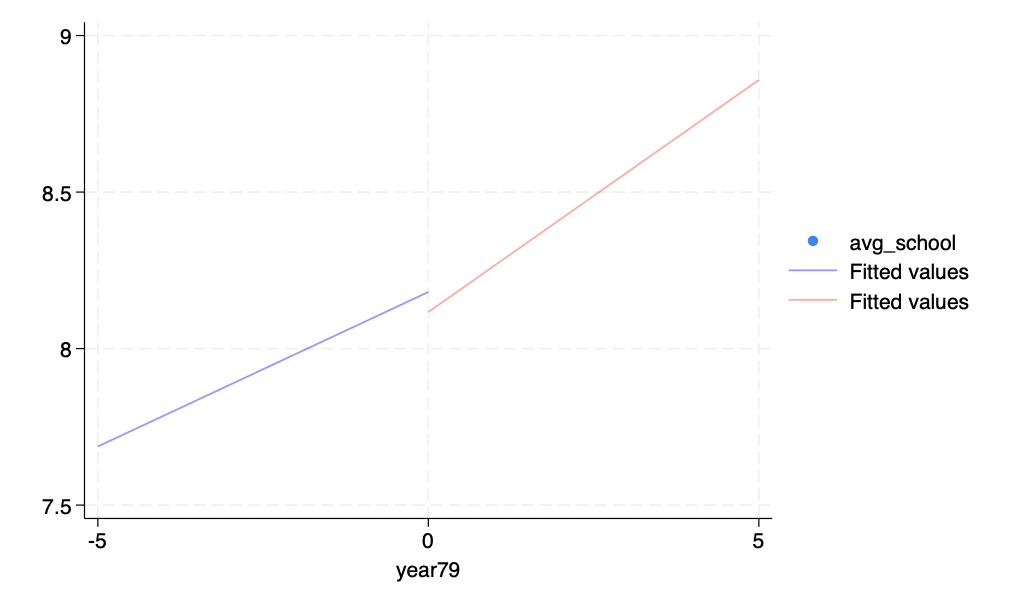 9
8.5
8
7.5
-5 0 5
year79
avg_school
Fitted values
Fitted values